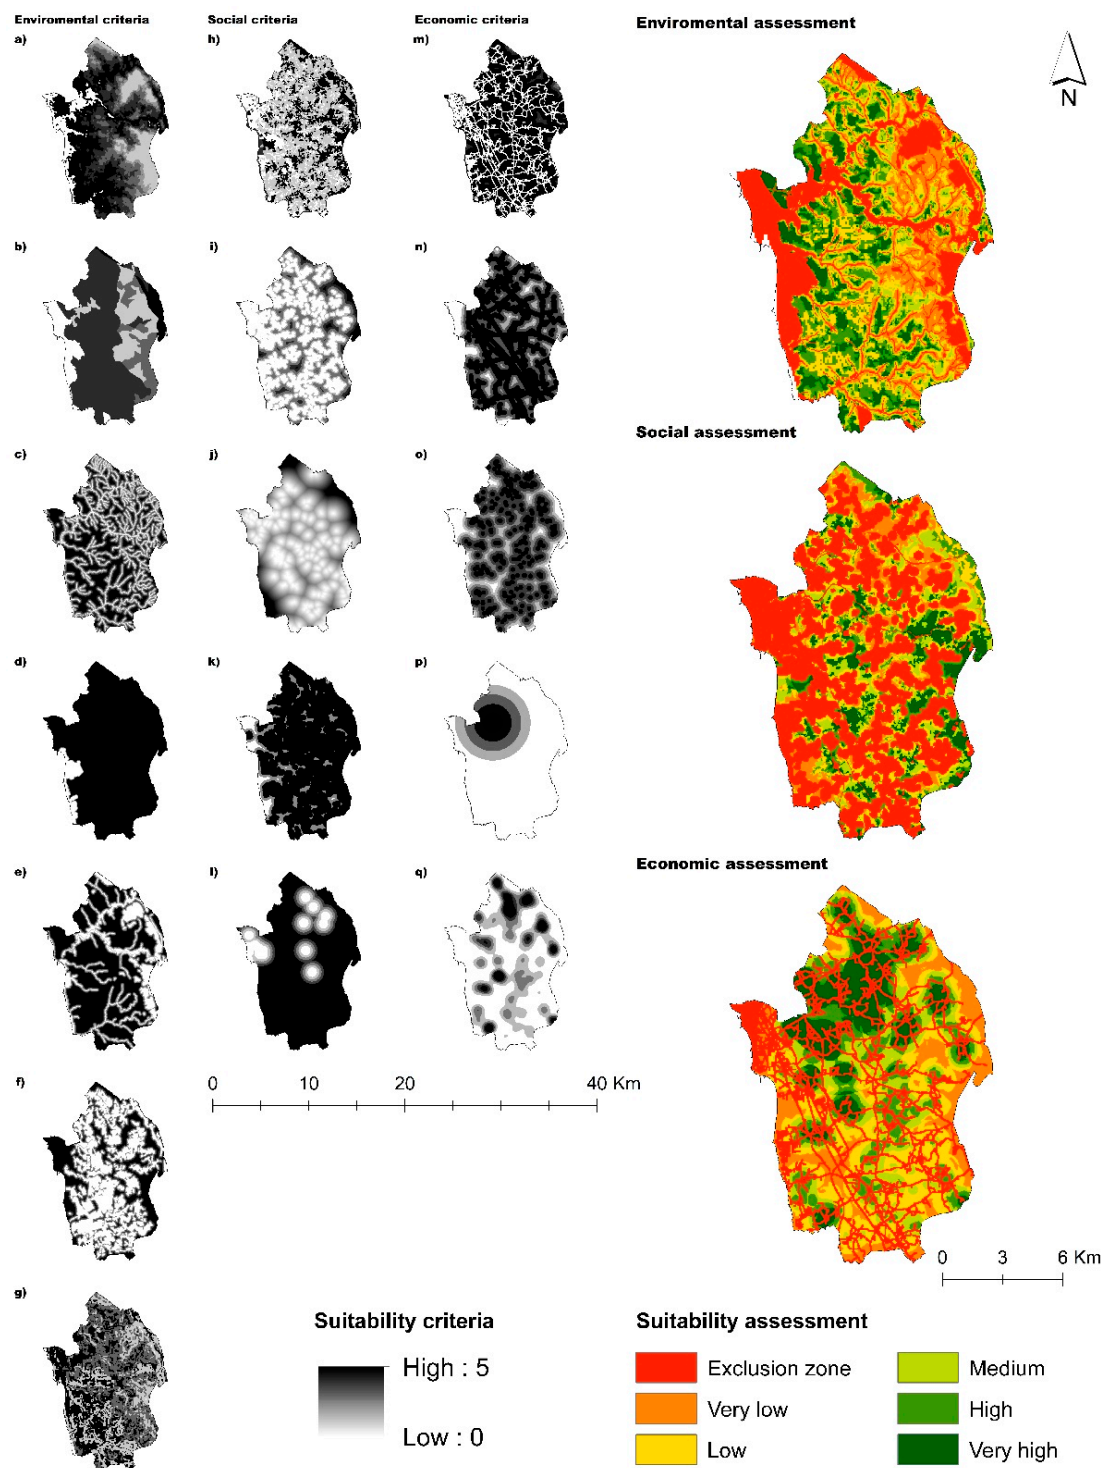 Enviromental criteria
Social criteria
Economic criteria
Enviromental assessment
a)
h)
m)
N
b)
i)
n)
Social assessment
c)
j)
o)
d)
k)
p)
Economic assessment
e)
l)
q)
f)
0 10 20 40 Km
0 3 6 Km
g)
Suitability criteria
High : 5
Low : 0
Suitability assessment
Exclusion zone
Medium
Very low
High
Low
Very high